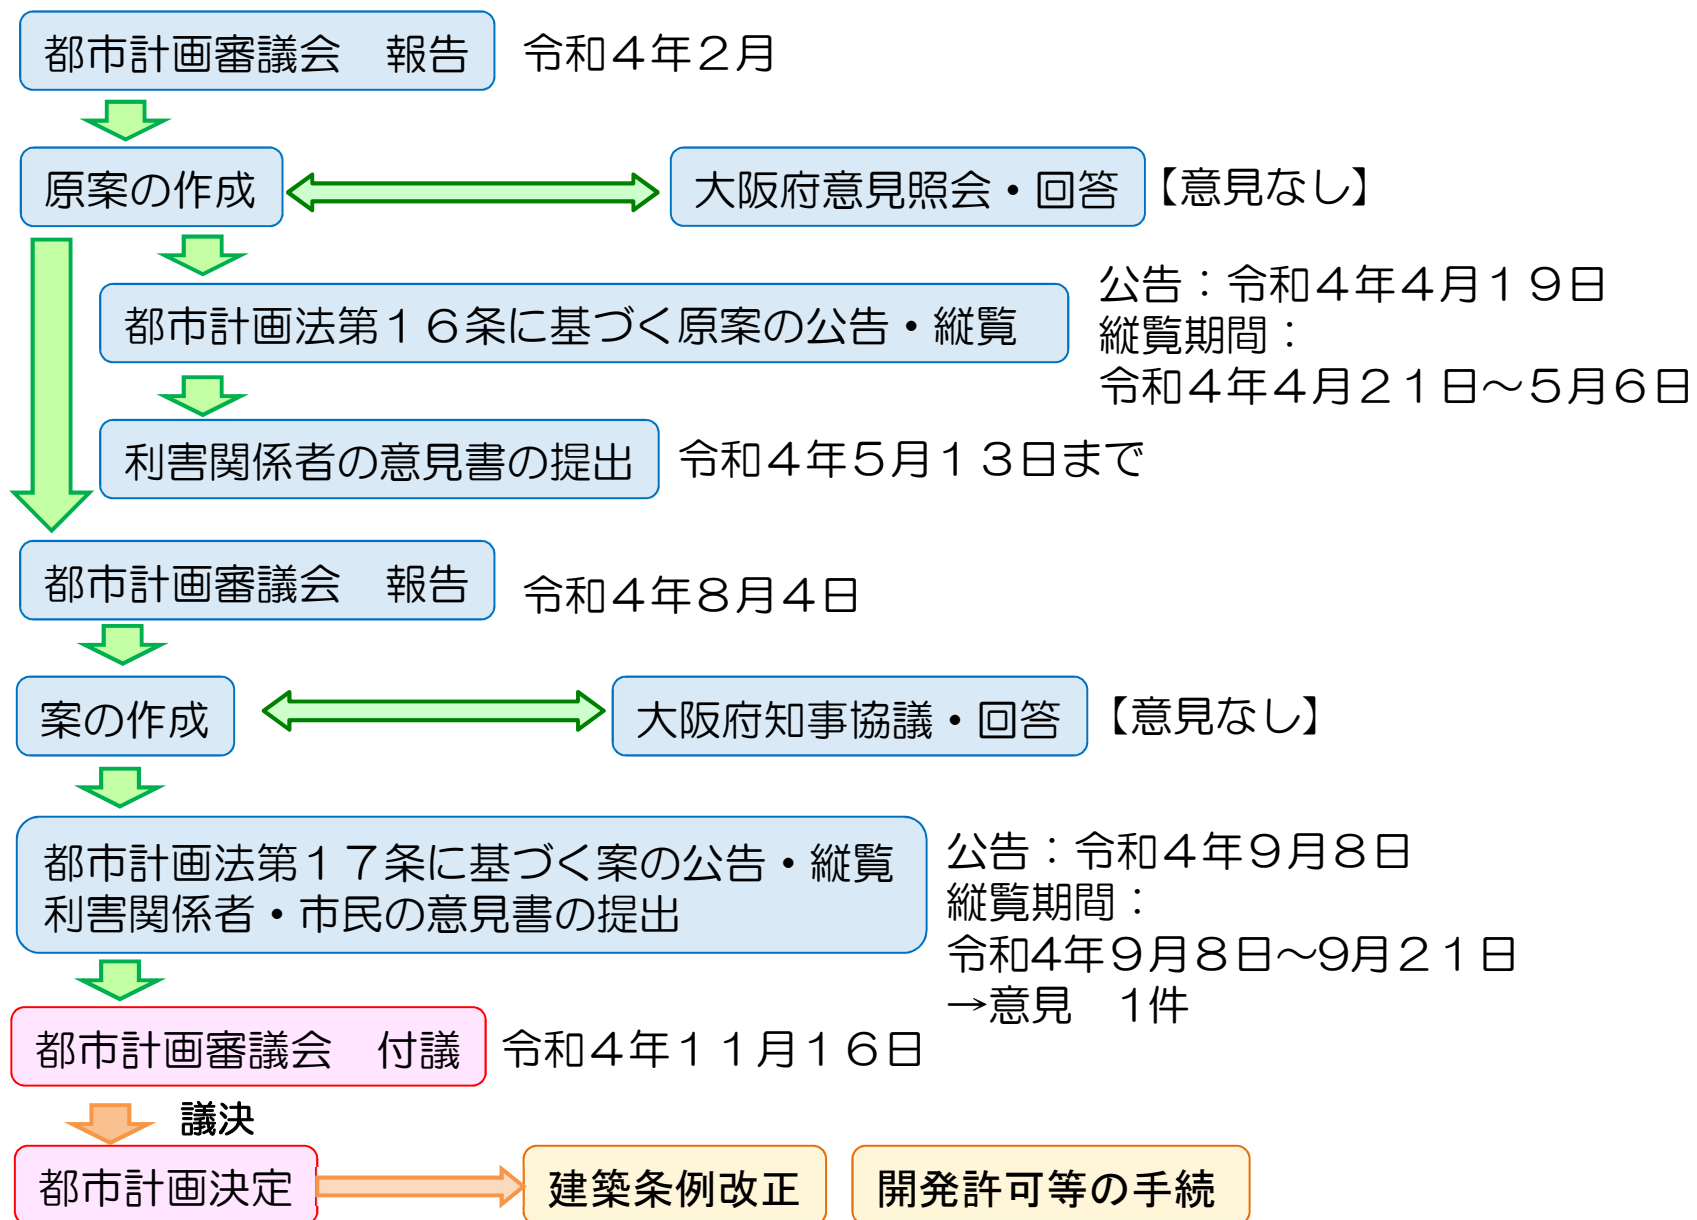 都市計画審議会　報告
令和４年２月
原案の作成
大阪府意見照会・回答
【意見なし】
都市計画法第１６条に基づく原案の公告・縦覧
公告：令和４年４月１９日
縦覧期間：
令和４年４月２１日～５月６日
利害関係者の意見書の提出
令和４年５月１３日まで
都市計画審議会　報告
令和４年８月４日
案の作成
大阪府知事協議・回答
【意見なし】
都市計画法第１７条に基づく案の公告・縦覧
利害関係者・市民の意見書の提出
公告：令和４年９月８日
縦覧期間：
令和4年９月８日～9月２１日
→意見　1件
都市計画審議会　付議
令和４年１１月１６日
議決
都市計画決定
建築条例改正
開発許可等の手続